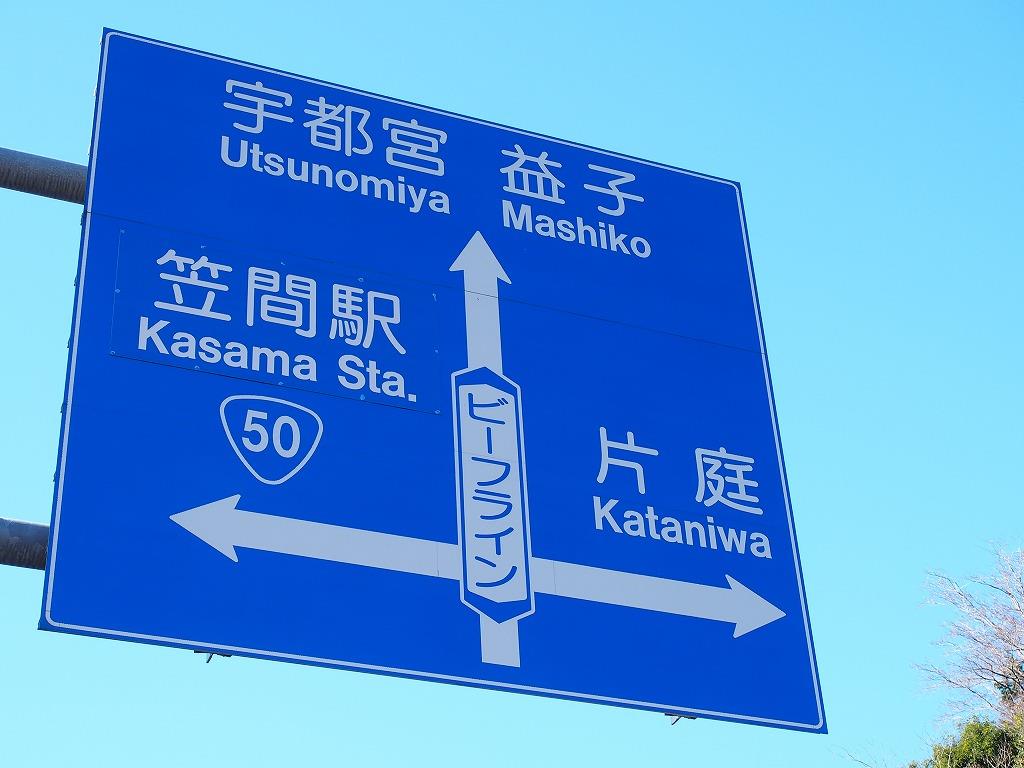 宇都宮 益子
Utsunomiya Mashiko
笠間駅
Kasama Sta.
50
ビーフライン
片庭
Kataniwa